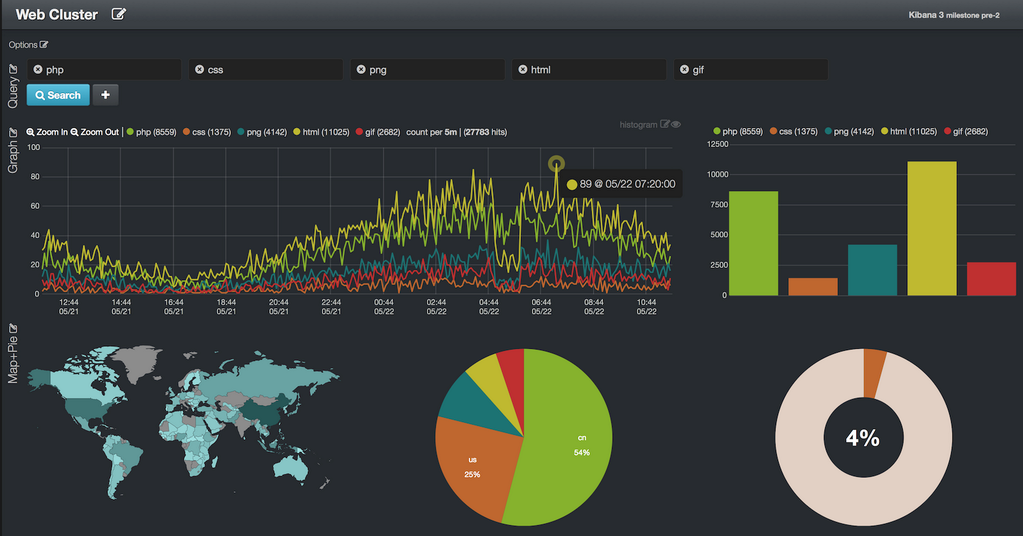 Web Cluster
Kibana 3 milestone pre-2
Options
Query
php
css
png
html
gif
Search
Graph
Zoom In Zoom Out | php (8559) css (1375) png (4142) html (11025) gif (2682) count per 5m | (27783 hits)
histogram
100
80
60
40
20
0
89 @ 05/22 07:20:00
12:44 14:44 16:44 18:44 20:44 22:44 00:44 02:44 04:44 06:44 08:44 10:44
05/21 05/21 05/21 05/21 05/21 05/21 05/22 05/22 05/22 05/22 05/22 05/22
php (8559) css (1375) png (4142) html (11025) gif (2682)
12500
10000
7500
5000
2500
0
Map+Pie
cn
54%
us
25%
4%